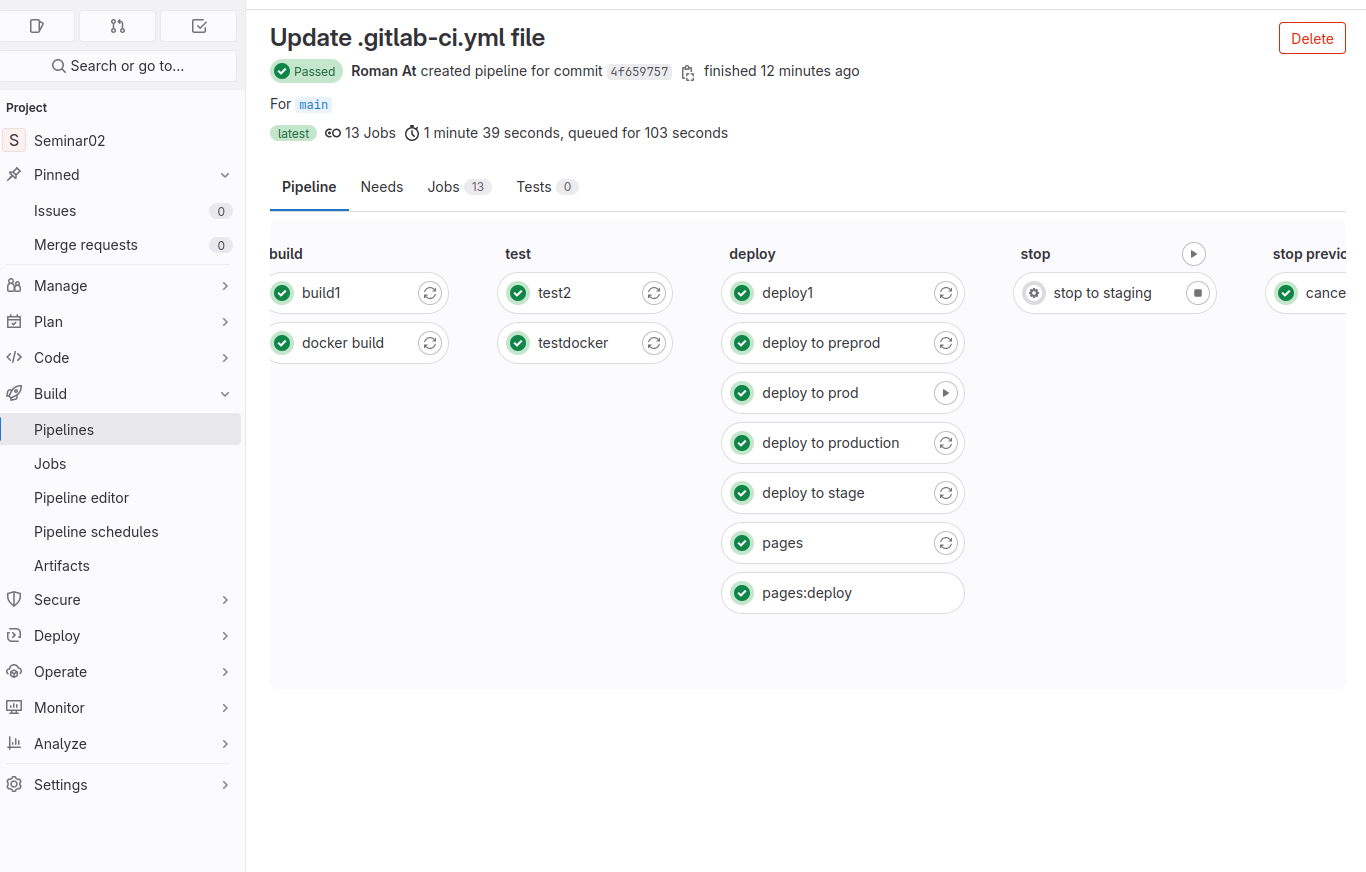 Search or go to...
Project
S Seminar02
Pinned
Issues 0
Merge requests 0
Manage
Plan
Code
Build
Pipelines
Jobs
Pipeline editor
Pipeline schedules
Artifacts
Secure
Deploy
Operate
Monitor
Analyze
Settings
Update .gitlab-ci.yml file
Delete
Passed Roman At created pipeline for commit 4f659757 finished 12 minutes ago
For main
latest 13 Jobs 1 minute 39 seconds, queued for 103 seconds
Pipeline Needs Jobs 13 Tests 0
build
build1
docker build
test
test2
testdocker
deploy
deploy1
deploy to preprod
deploy to prod
deploy to production
deploy to stage
pages
pages:deploy
stop
stop to staging
stop previo
cance